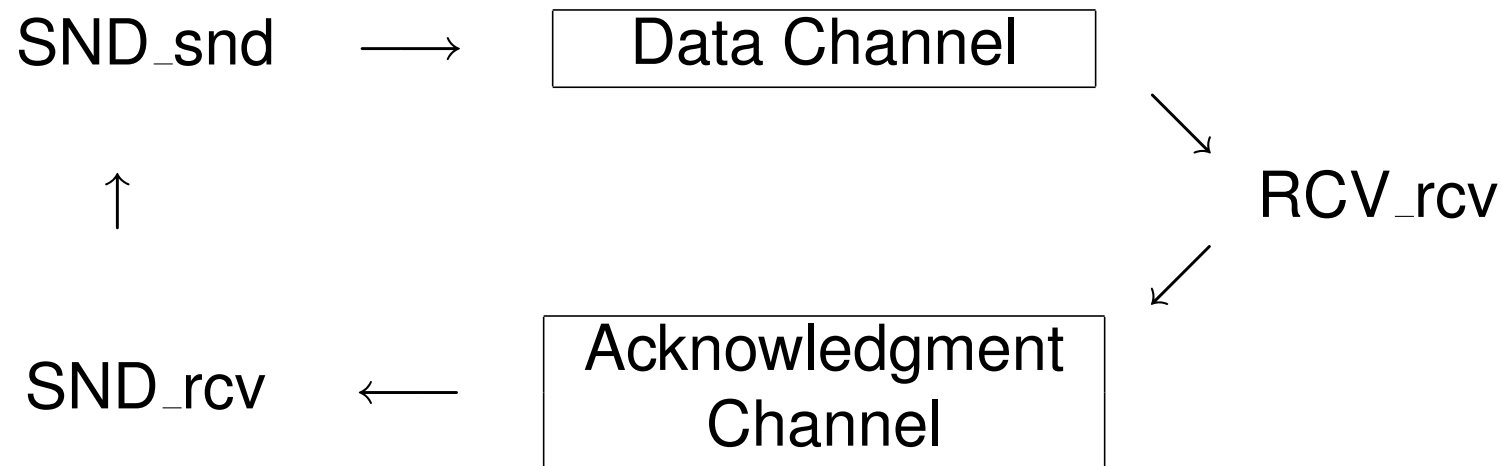 SND_snd
Data Channel
RCV_rcv
Acknowledgment
Channel
SND_rcv